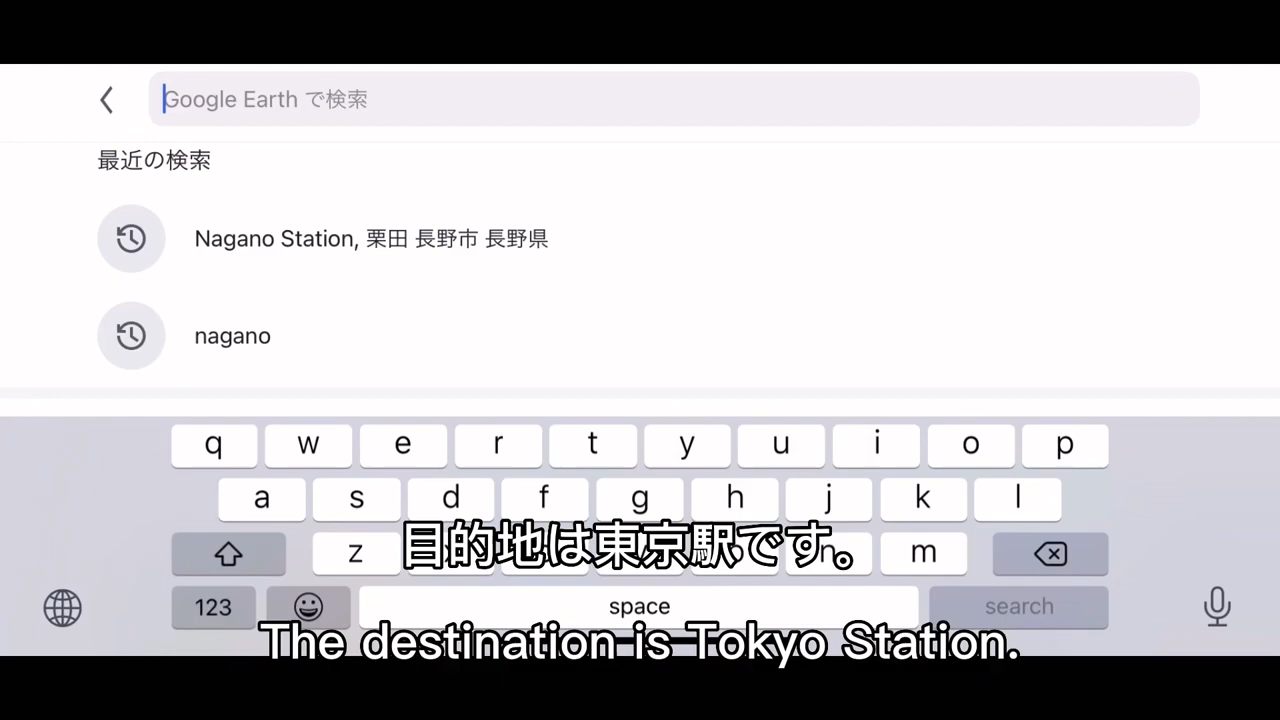 Google Earth で検索
最近の検索
Nagano Station, 栗田 長野市 長野県
nagano
q w e r t y u i o p
a s d f g h j k l
z n m
目的地は東京駅です。
123 space search
The destination is Tokyo Station.